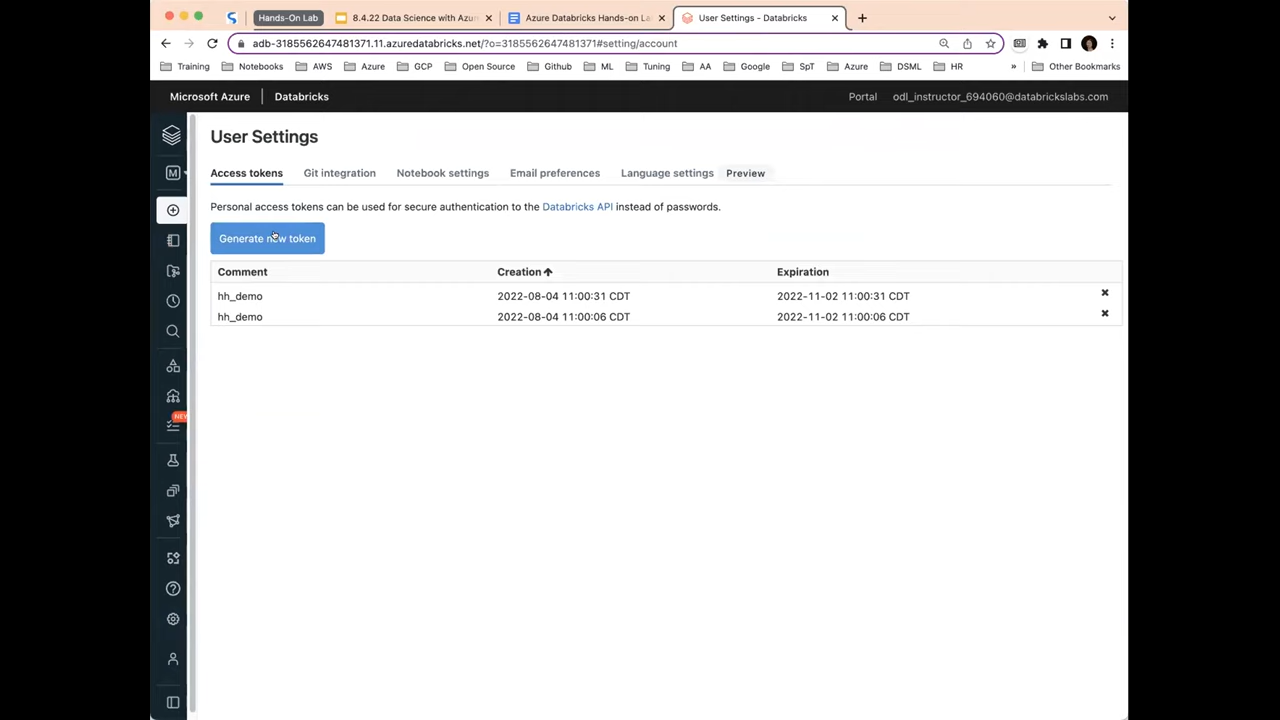 Hands-On Lab
8.4.22 Data Science with Azur
Azure Databricks Hands-on La
User Settings - Databricks
adb-3185562647481371.11.azuredatabricks.net/?o=3185562647481371#setting/account
Training Notebooks AWS Azure GCP Open Source Github ML Tuning AA Google SpT Azure DSML HR » Other Bookmarks
Microsoft Azure Databricks Portal odl_instructor_694060@databrickslabs.com
User Settings
M
Access tokens Git integration Notebook settings Email preferences Language settings Preview
Personal access tokens can be used for secure authentication to the Databricks API instead of passwords.
Generate new token
Comment Creation Expiration
hh_demo 2022-08-04 11:00:31 CDT 2022-11-02 11:00:31 CDT
hh_demo 2022-08-04 11:00:06 CDT 2022-11-02 11:00:06 CDT
NEW